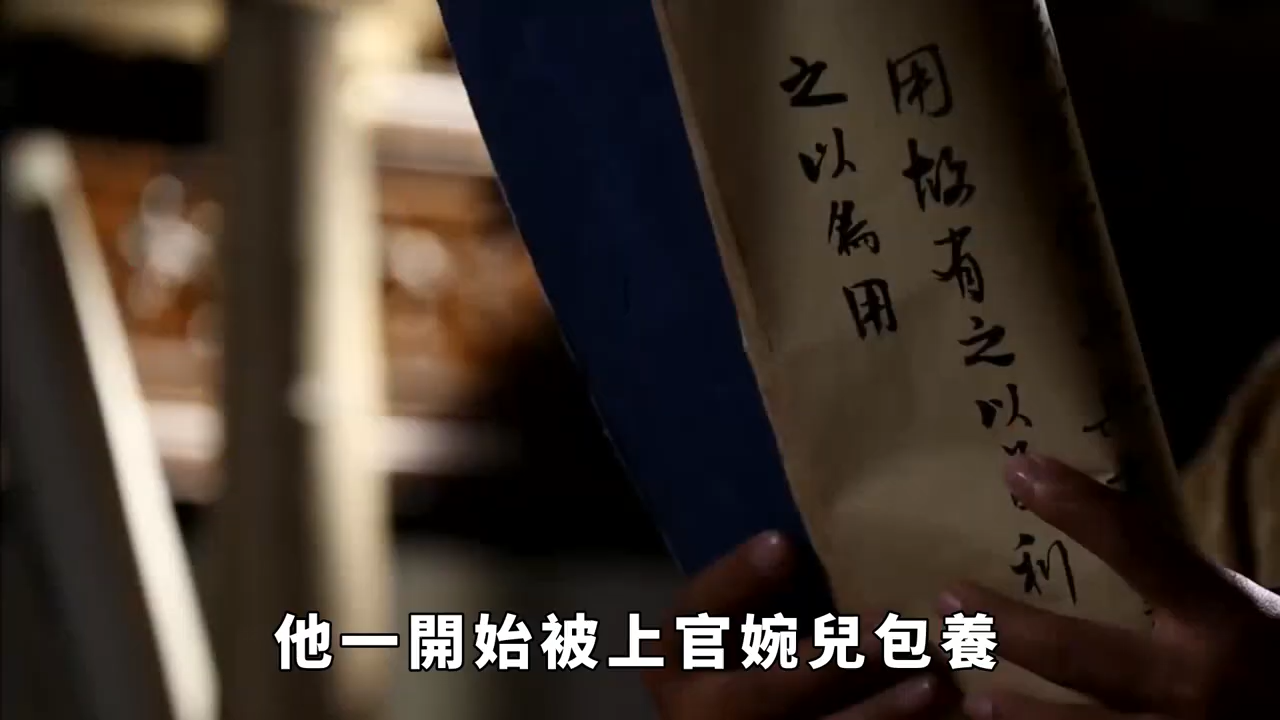 用故有之以利
之以為用
他一開始被上官婉兒包養